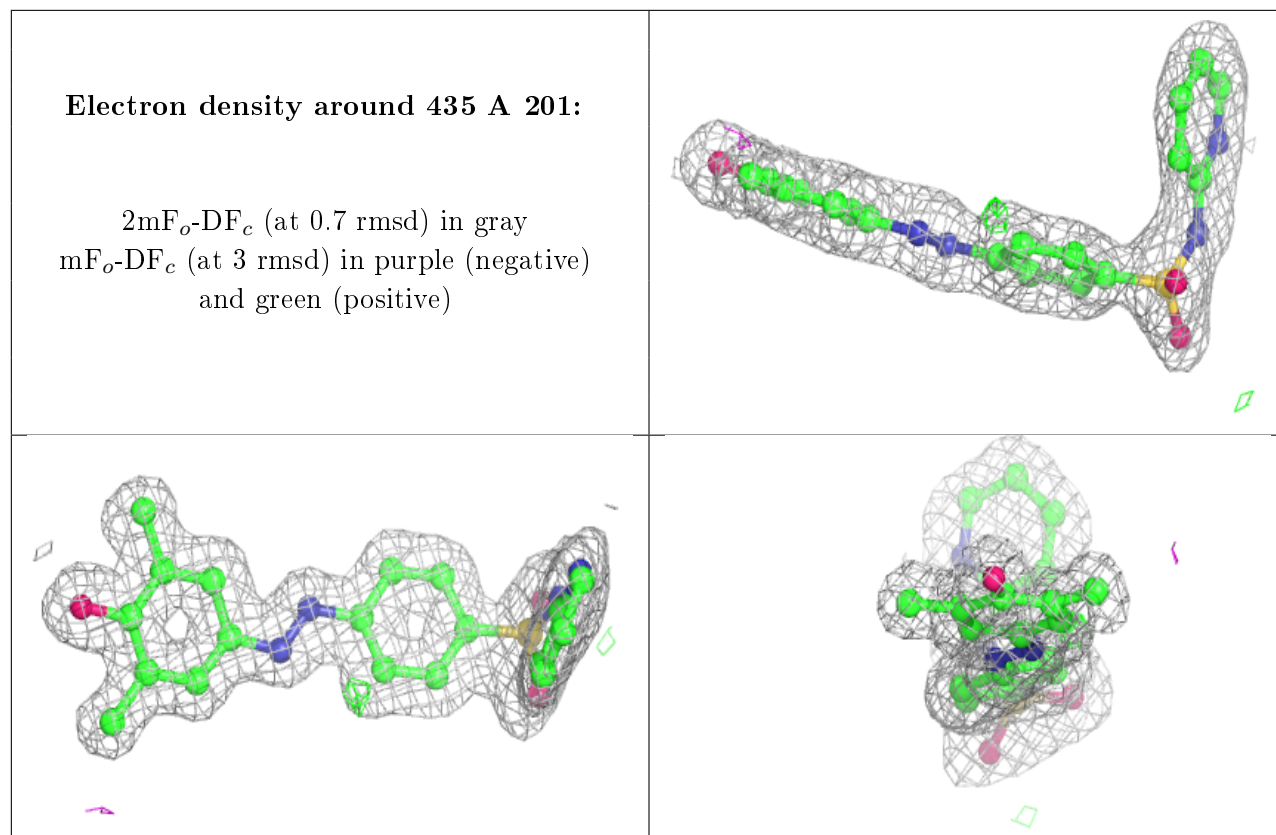 Electron density around 435 A 201:
2mFₒ-DF𝒸 (at 0.7 rmsd) in gray
mFₒ-DF𝒸 (at 3 rmsd) in purple (negative)
and green (positive)